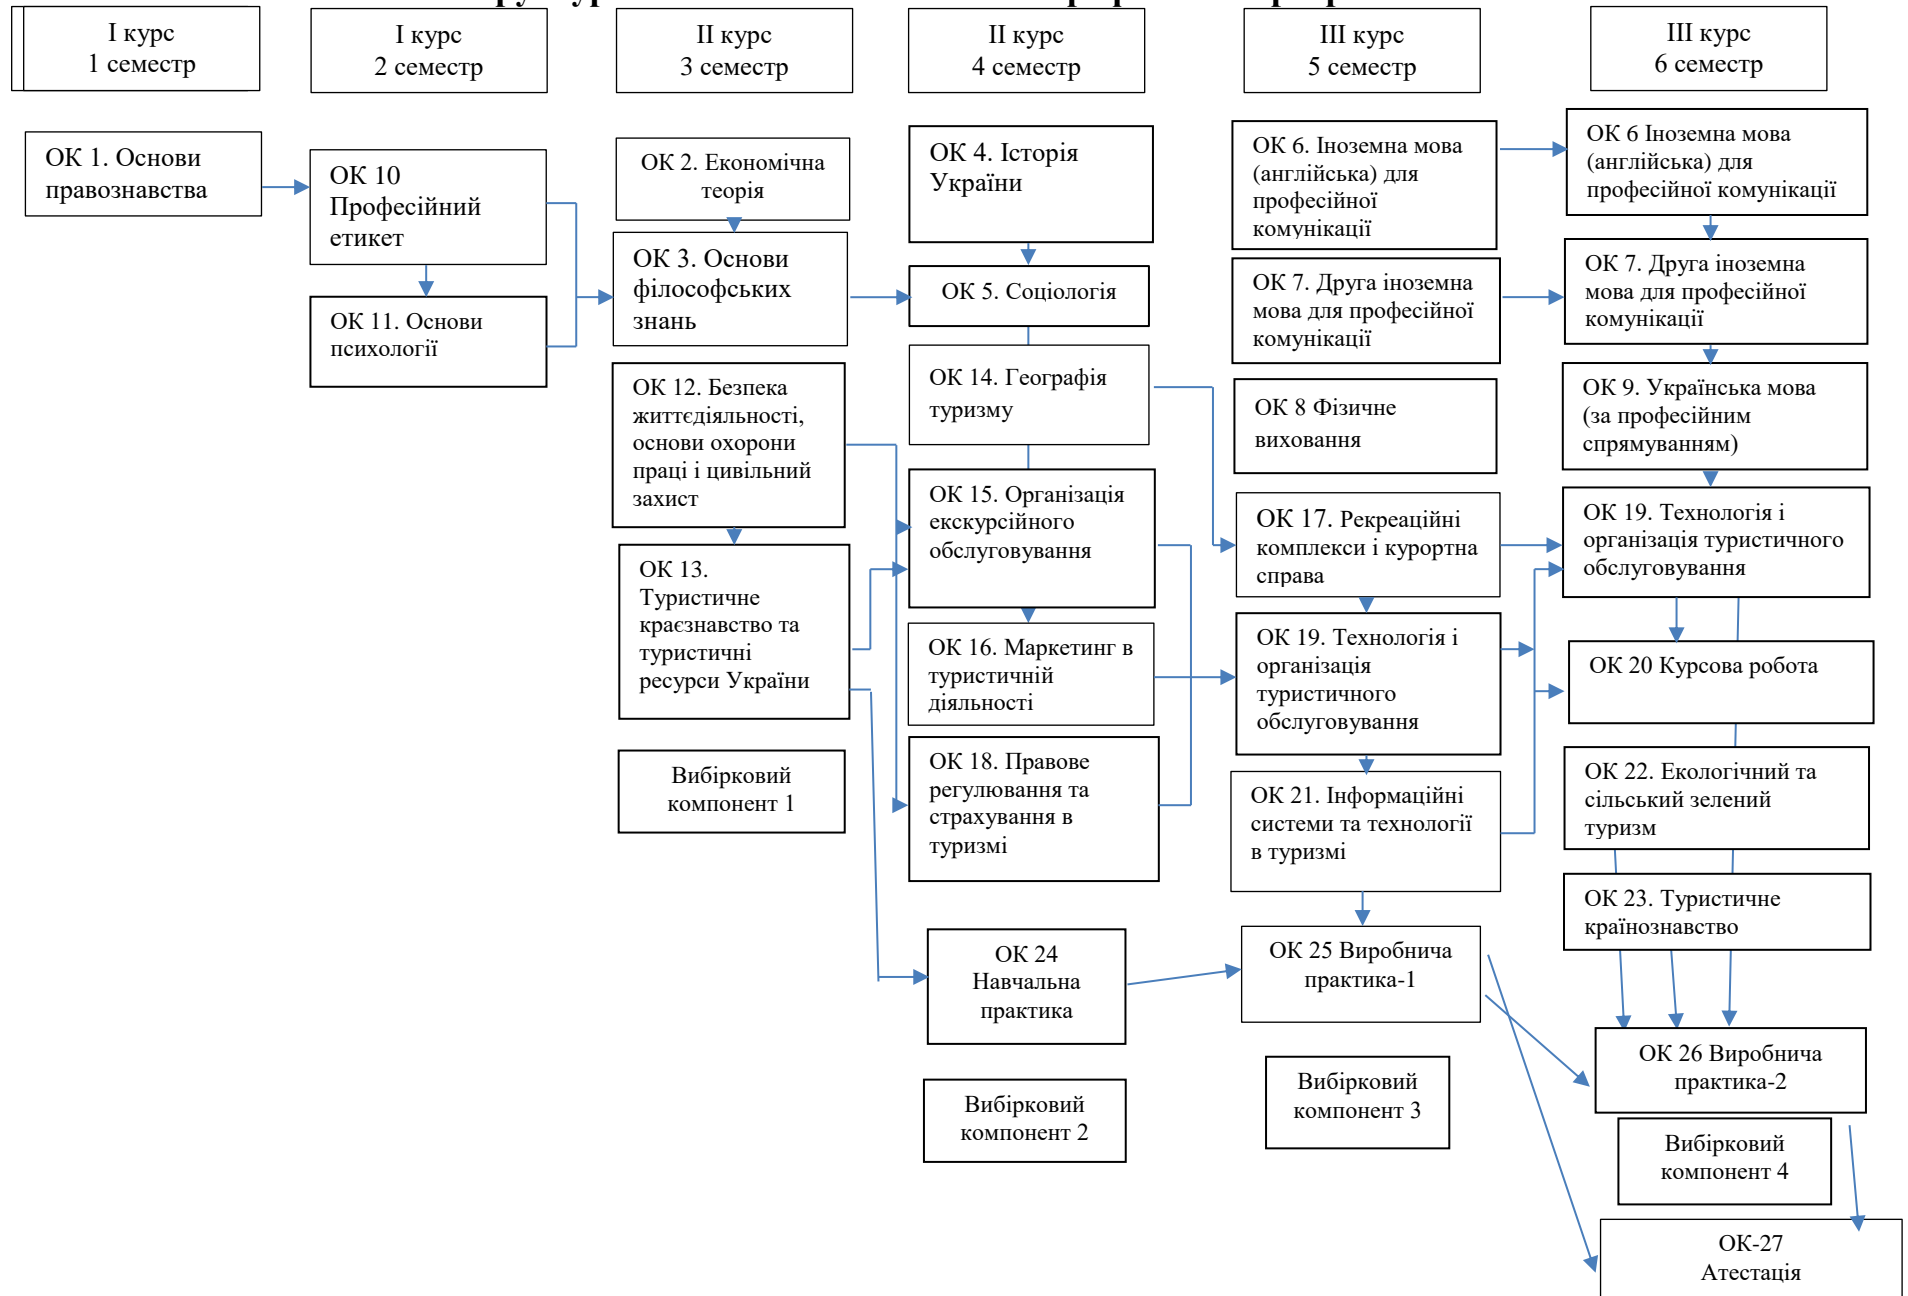 І курс
1 семестр
І курс
2 семестр
ІІ курс
3 семестр
ІІ курс
4 семестр
ІІІ курс
5 семестр
ІІІ курс
6 семестр
ОК 1. Основи
правознавства
ОК 10
Професійний
етикет
ОК 11. Основи
психології
ОК 2. Економічна
теорія
ОК 3. Основи
філософських
знань
ОК 12. Безпека
життєдіяльності,
основи охорони
праці і цивільний
захист
ОК 13.
Туристичне
краєзнавство та
туристичні
ресурси України
Вибірковий
компонент 1
ОК 4. Історія
України
ОК 5. Соціологія
ОК 14. Географія
туризму
ОК 15. Організація
екскурсійного
обслуговування
ОК 16. Маркетинг в
туристичній
діяльності
ОК 18. Правове
регулювання та
страхування в
туризмі
ОК 24
Навчальна
практика
Вибірковий
компонент 2
ОК 6. Іноземна мова
(англійська) для
професійної
комунікації
ОК 7. Друга іноземна
мова для професійної
комунікації
ОК 8 Фізичне
виховання
ОК 17. Рекреаційні
комплекси і курортна
справа
ОК 19. Технологія і
організація
туристичного
обслуговування
ОК 21. Інформаційні
системи та технології
в туризмі
ОК 25 Виробнича
практика-1
Вибірковий
компонент 3
ОК 6 Іноземна мова
(англійська) для
професійної комунікації
ОК 7. Друга іноземна
мова для професійної
комунікації
ОК 9. Українська мова
(за професійним
спрямуванням)
ОК 19. Технологія і
організація туристичного
обслуговування
ОК 20 Курсова робота
ОК 22. Екологічний та
сільський зелений
туризм
ОК 23. Туристичне
країнознавство
ОК 26 Виробнича
практика-2
Вибірковий
компонент 4
ОК-27
Атестація